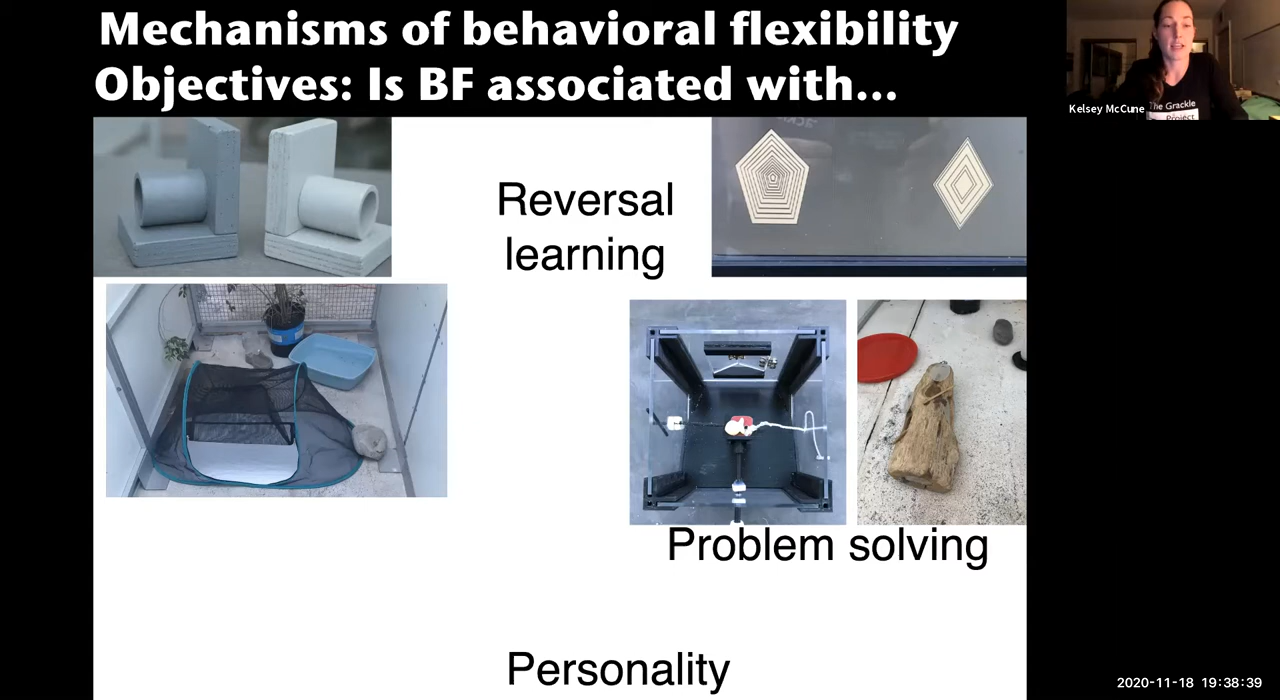 Mechanisms of behavioral flexibility
Objectives: Is BF associated with...
Kelsey McCune
The Grackle
Project
Reversal
learning
Problem solving
Personality
2020-11-18 19:38:39